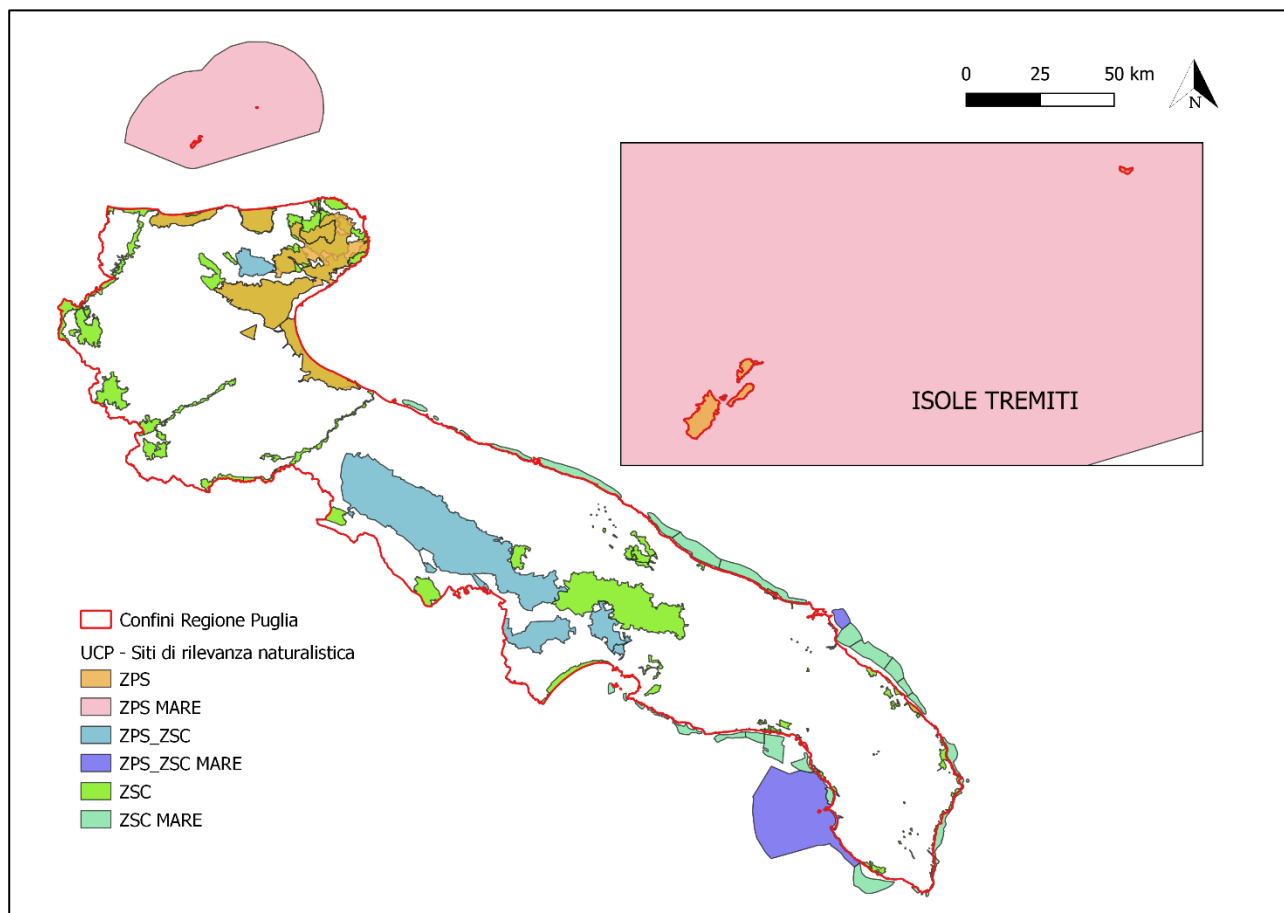 0 25 50 km
N
ISOLE TREMITI
Confini Regione Puglia
UCP - Siti di rilevanza naturalistica
ZPS
ZPS MARE
ZPS_ZSC
ZPS_ZSC MARE
ZSC
ZSC MARE